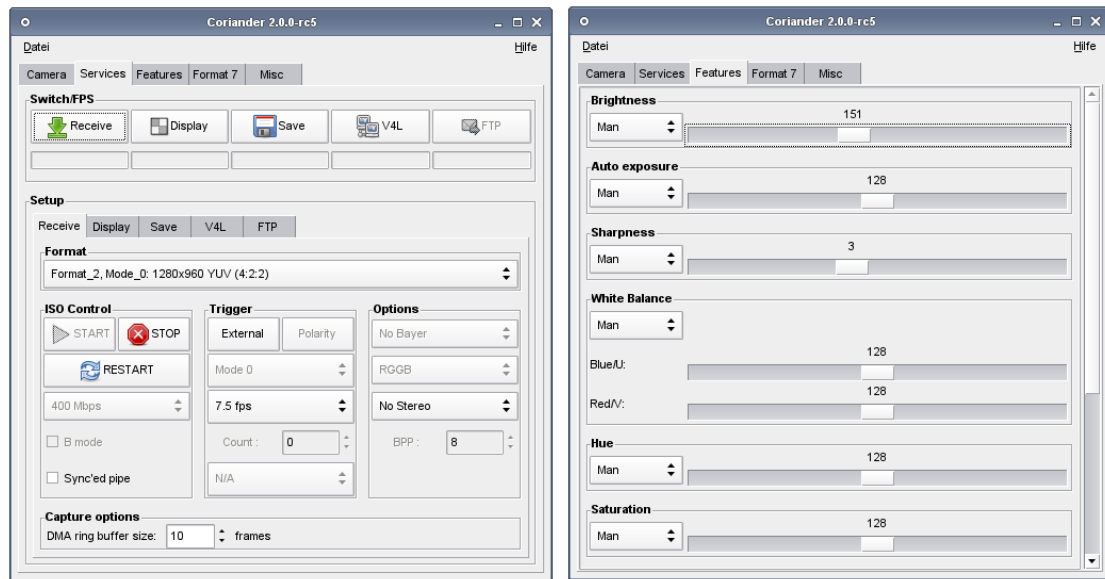 Coriander 2.0.0-rc5
Datei Hilfe
Camera Services Features Format 7 Misc
Switch/FPS
Receive Display Save V4L FTP
Setup
Receive Display Save V4L FTP
Format
Format_2, Mode_0: 1280x960 YUV (4:2:2)
ISO Control
START STOP
RESTART
400 Mbps
B mode
Sync'ed pipe
Trigger
External Polarity
Mode 0
7.5 fps
Count : 0
N/A
Options
No Bayer
RGGB
No Stereo
BPP : 8
Capture options
DMA ring buffer size: 10 frames
Coriander 2.0.0-rc5
Datei Hilfe
Camera Services Features Format 7 Misc
Brightness
151
Man
Auto exposure
128
Man
Sharpness
3
Man
White Balance
Man
128
Blue/U:
128
Red/V:
Hue
128
Man
Saturation
128
Man